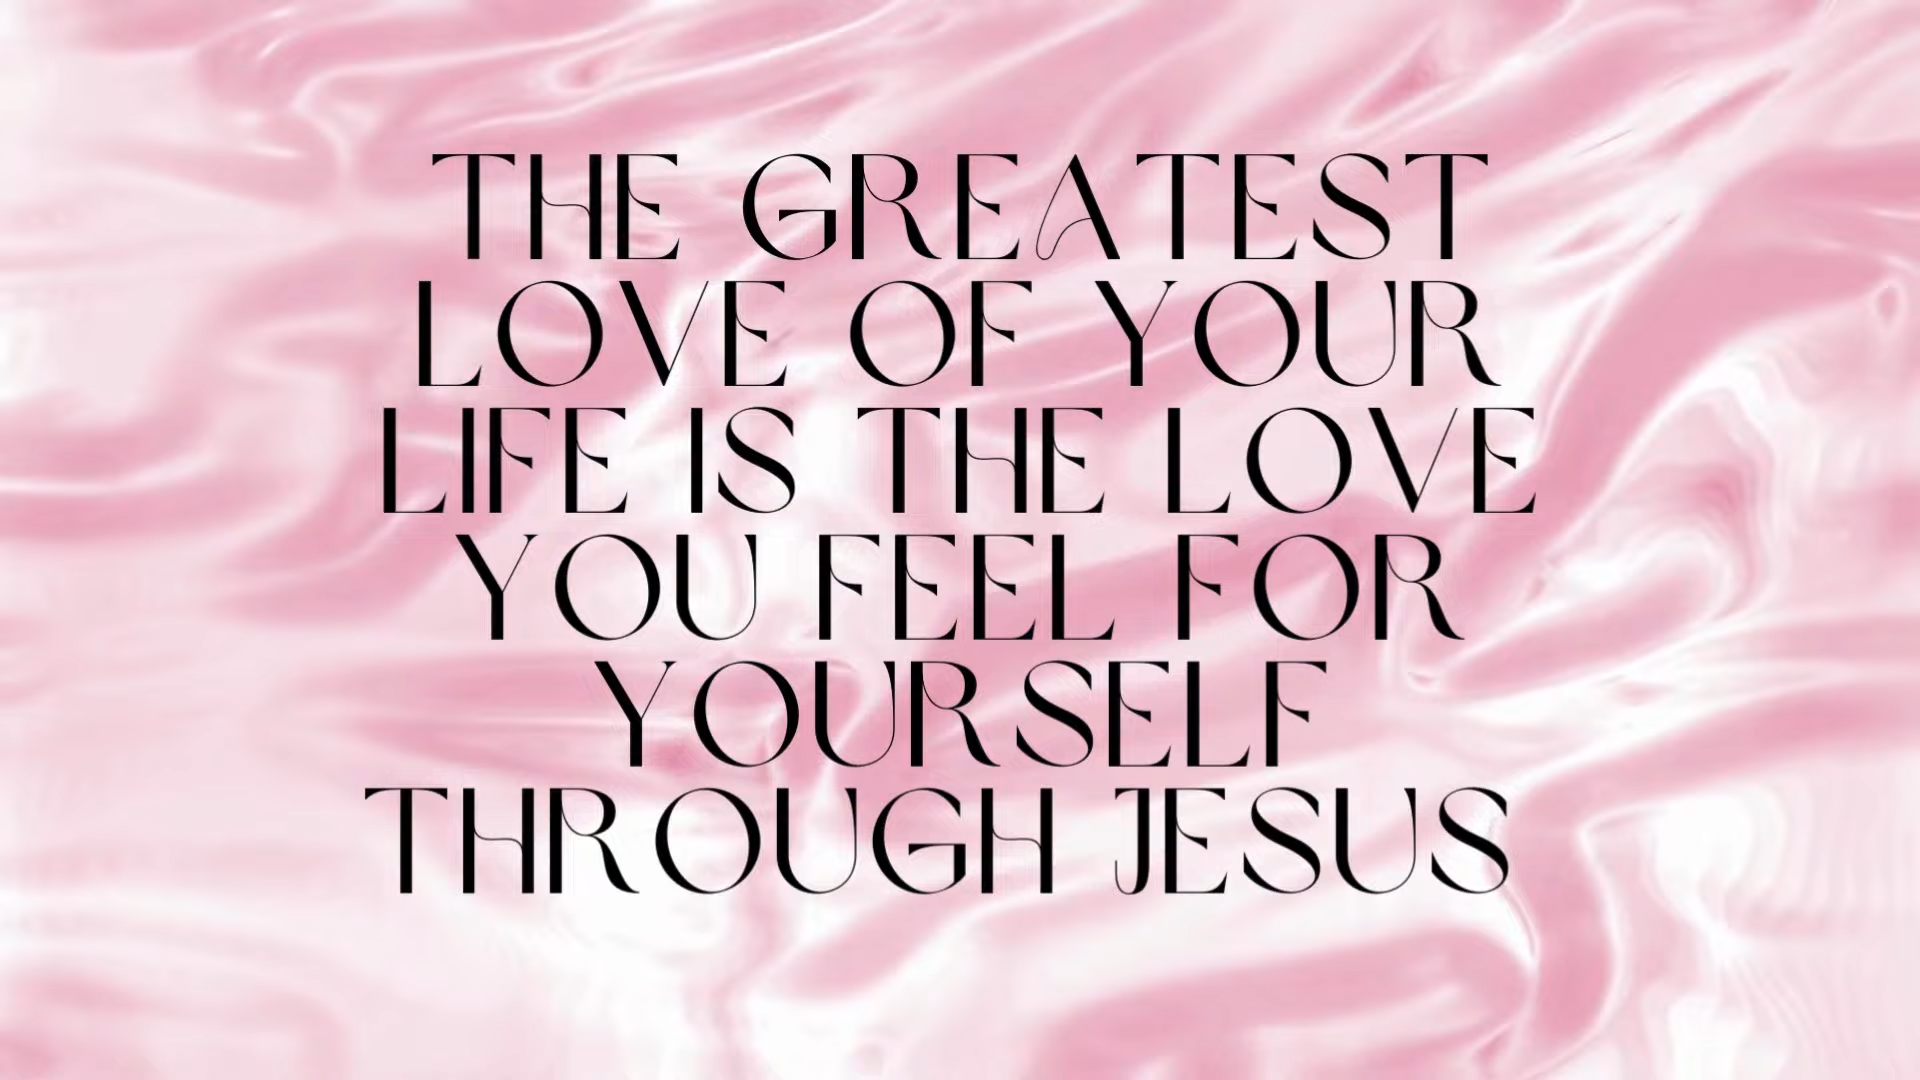 THE GREATEST
LOVE OF YOUR
LIFE IS THE LOVE
YOU FEEL FOR
YOURSELF
THROUGH JESUS